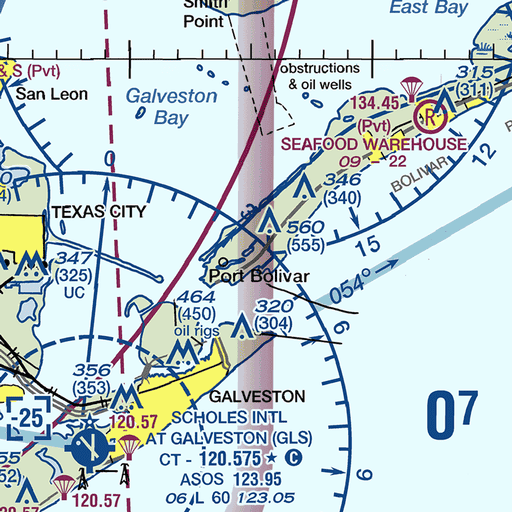 Smith
Point
East Bay
& S (Pvt)
San Leon
Galveston
Bay
obstructions
& oil wells
315
(311)
134.45
(Pvt)
R
SEAFOOD WAREHOUSE
09 22
BOLIVAR
12
346
(340)
0
TEXAS CITY
3
560
(555)
15
347
(325)
UC
Port Bolivar
054°
464
(450)
oil rigs
320
(304)
6
356
(353)
GALVESTON
07
-25
120.57
SCHOLES INTL
AT GALVESTON (GLS)
CT - 120.575 ★ C
ASOS 123.95
06 L 60 123.05
9
120.57